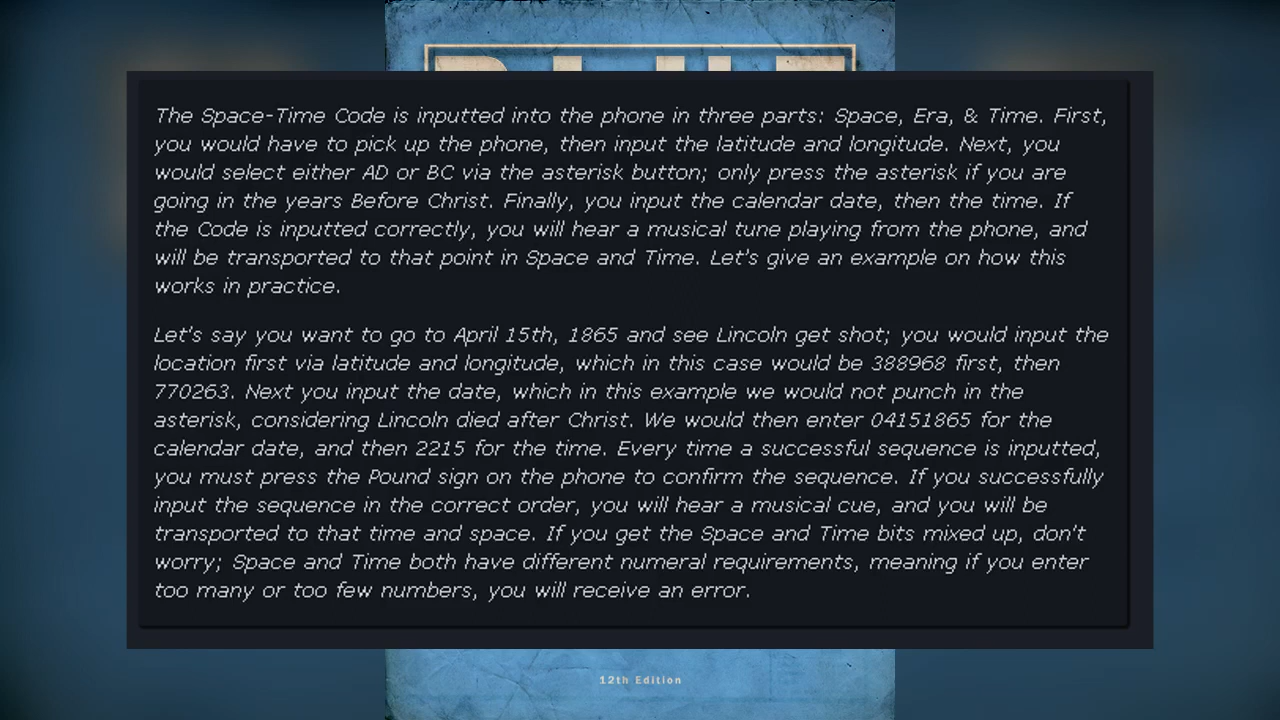 The Space-Time Code is inputted into the phone in three parts: Space, Era, & Time. First,
you would have to pick up the phone, then input the latitude and longitude. Next, you
would select either AD or BC via the asterisk button; only press the asterisk if you are
going in the years Before Christ. Finally, you input the calendar date, then the time. If
the Code is inputted correctly, you will hear a musical tune playing from the phone, and
will be transported to that point in Space and Time. Let's give an example on how this
works in practice.
Let's say you want to go to April 15th, 1865 and see Lincoln get shot; you would input the
location first via latitude and longitude, which in this case would be 388968 first, then
770263. Next you input the date, which in this example we would not punch in the
asterisk, considering Lincoln died after Christ. We would then enter 04151865 for the
calendar date, and then 2215 for the time. Every time a successful sequence is inputted,
you must press the Pound sign on the phone to confirm the sequence. If you successfully
input the sequence in the correct order, you will hear a musical cue, and you will be
transported to that time and space. If you get the Space and Time bits mixed up, don't
worry; Space and Time both have different numeral requirements, meaning if you enter
too many or too few numbers, you will receive an error.
12th Edition